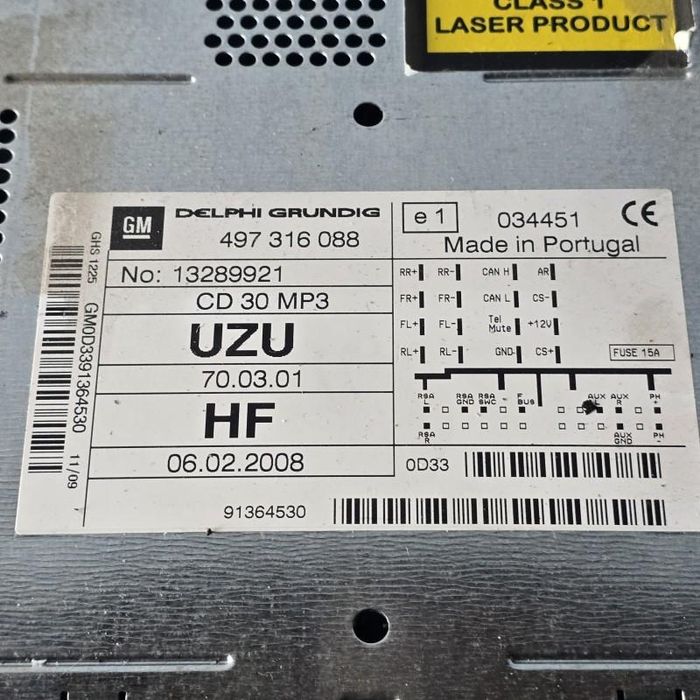 CLASS 1
LASER PRODUCT
GM
DELPHI GRUNDIG
497 316 088
e 1
034451
CE
Made in Portugal
No: 13289921
CD 30 MP3
UZU
70.03.01
HF
06.02.2008
91364530
GHS 1225
GM0D3391364530 11/09
RR+ RR- CAN H AR
FR+ FR- CAN L CS-
FL+ FL- Tel Mute +12V
RL+ RL- GND CS+
FUSE 15A
RSA L RSA GND RSA SWC F BUS AUX L AUX R PH +
RSA R AUX GND PH -
0D33